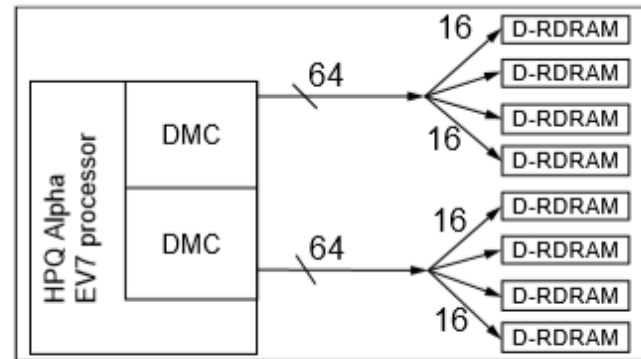 HPQ Alpha
EV7 processor
DMC
DMC
64
64
16
16
16
16
D-RDRAM
D-RDRAM
D-RDRAM
D-RDRAM
D-RDRAM
D-RDRAM
D-RDRAM
D-RDRAM